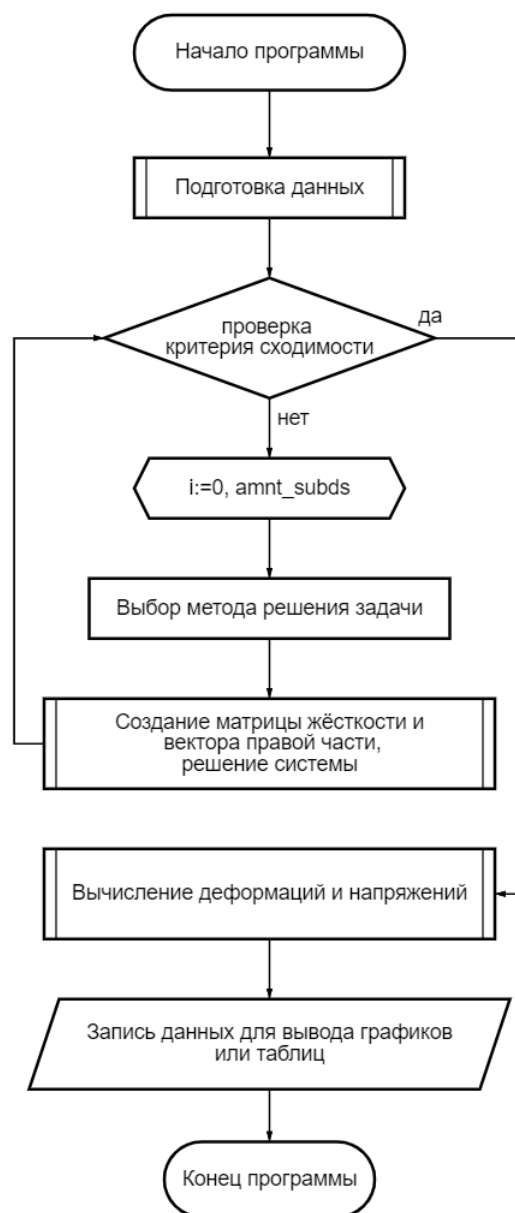 Начало программы
Подготовка данных
проверка
критерия сходимости
да
нет
i:=0, amnt_subds
Выбор метода решения задачи
Создание матрицы жёсткости и
вектора правой части,
решение системы
Вычисление деформаций и напряжений
Запись данных для вывода графиков
или таблиц
Конец программы